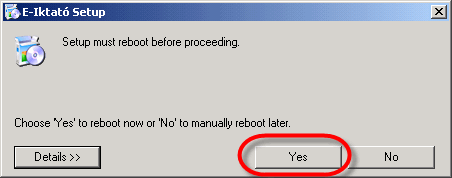 E-Iktató Setup
Setup must reboot before proceeding.
Choose 'Yes' to reboot now or 'No' to manually reboot later.
Details >> Yes No